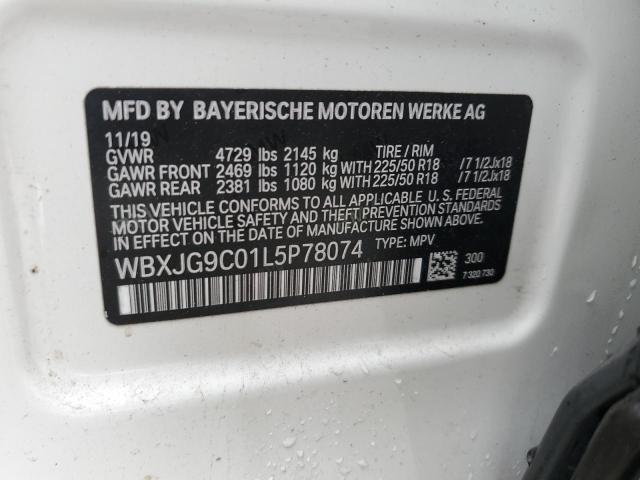 MFD BY BAYERISCHE MOTOREN WERKE AG
11/19
GVWR 4729 lbs 2145 kg TIRE / RIM
GAWR FRONT 2469 lbs 1120 kg WITH 225/50 R18 /7 1/2Jx18
GAWR REAR 2381 lbs 1080 kg WITH 225/50 R18 /7 1/2Jx18
THIS VEHICLE CONFORMS TO ALL APPLICABLE U. S. FEDERAL
MOTOR VEHICLE SAFETY AND THEFT PREVENTION STANDARDS
IN EFFECT ON THE DATE OF MANUFACTURE SHOWN ABOVE.
WBXJG9C01L5P78074 TYPE: MPV
300
7 320 730